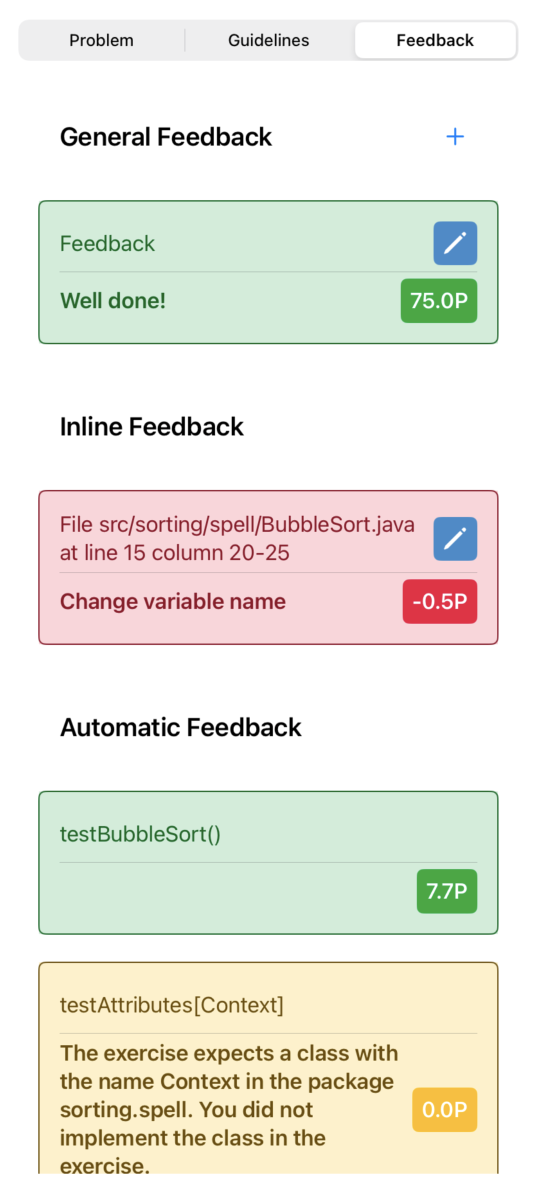 Problem
Guidelines
Feedback
General Feedback
+
Feedback
Well done!
75.0P
Inline Feedback
File src/sorting/spell/BubbleSort.java
at line 15 column 20-25
Change variable name
-0.5P
Automatic Feedback
testBubbleSort()
7.7P
testAttributes[Context]
The exercise expects a class with
the name Context in the package
sorting.spell. You did not
implement the class in the
exercise.
0.0P